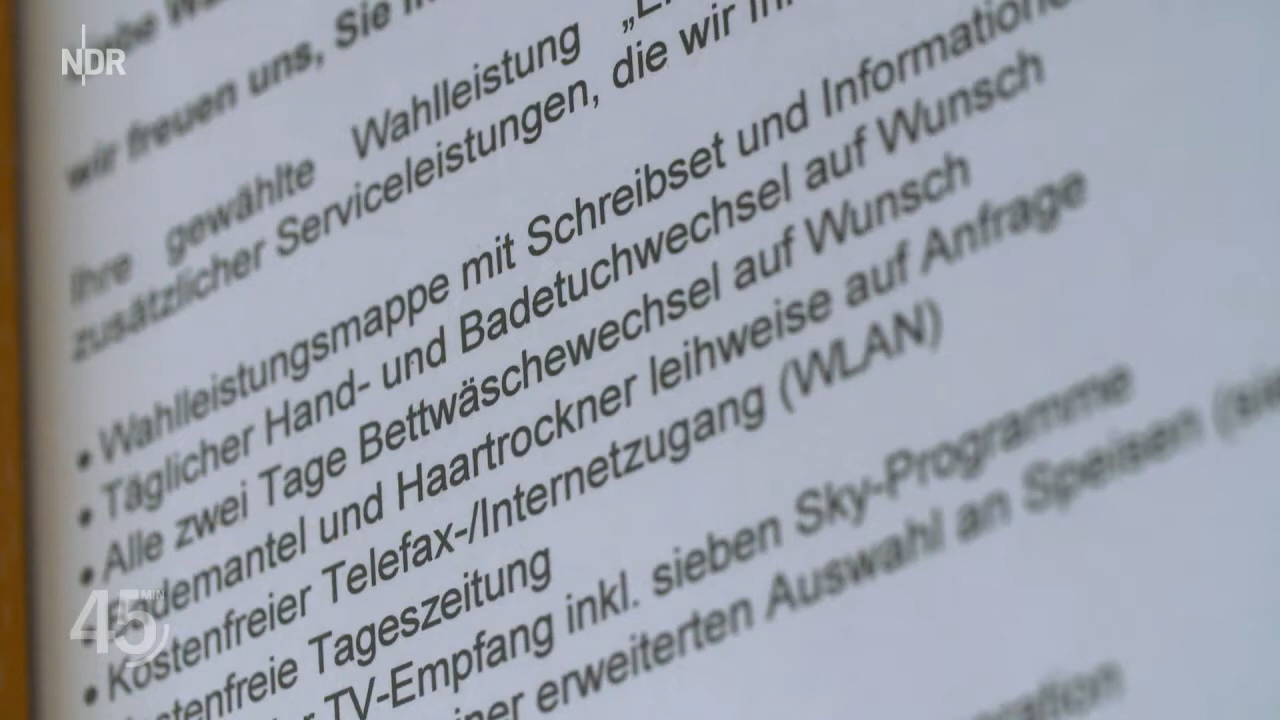 NDR
wir freuen uns, Sie
Ihre gewählte Wahlleistung
zusätzlicher Serviceleistungen, die wir
• Wahlleistungsmappe mit Schreibset und
• Täglicher Hand- und Badetuchwechsel auf Wunsch
• Alle zwei Tage Bettwäschewechsel auf Wunsch
• Bademantel und Haartrockner leihweise auf Anfrage
• Kostenfreier Telefax-/Internetzugang (WLAN)
Tageszeitung
TV-Empfang inkl. sieben Sky-Programme
erweiterten Auswahl an Speisen
45 MIN